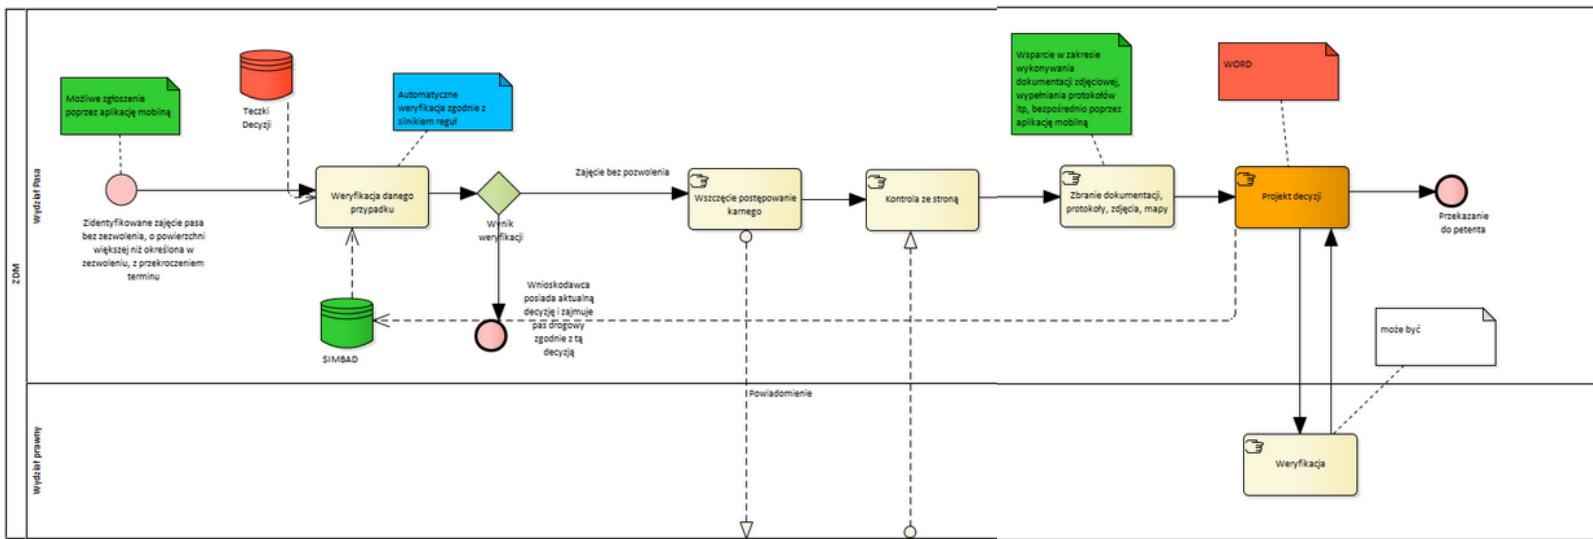 ZDM
Wydział Pasa
Możliwe zgłoszenie
poprzez aplikację mobilną
Zidentyfikowane zajęcie pasa
bez zezwolenia, o powierzchni
większej niż określona w
zezwoleniu, z przekroczeniem
terminu
Teczki
Decyzji
Automatyczne
weryfikacja zgodnie z
silnikiem reguł
Weryfikacja danego
przypadku
SIMBAD
Wynik
weryfikacji
Wnioskodawca
posiada aktualną
decyzję i zajmuje
pas drogowy
zgodnie z tą
decyzją
Zajęcie bez pozwolenia
Wszczęcie postępowanie
karnego
Kontrola ze stroną
Wsparcie w zakresie
wykonywania
dokumentacji zdjęciowej,
wypełniania protokołów
itp, bezpośrednio poprzez
aplikację mobilną
Zbranie dokumentacji,
protokoły, zdjęcia, mapy
WORD
Projekt decyzji
Przekazanie
do petenta
może być
Wydział prawny
Powiadomienie
Weryfikacja